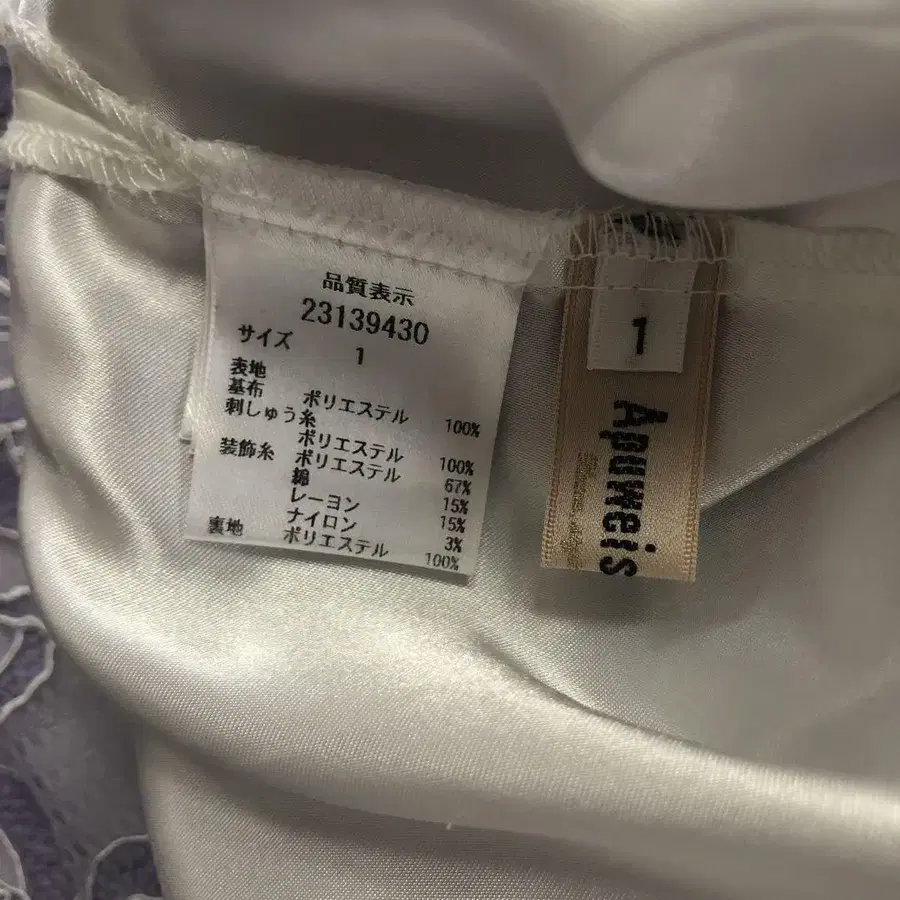 品質表示
23139430
サイズ 1
表地
基布 ポリエステル 100%
刺しゅう糸
ポリエステル 100%
装飾糸 ポリエステル 67%
綿 15%
レーヨン 15%
ナイロン 3%
裏地 ポリエステル 100%
1
Apuweis